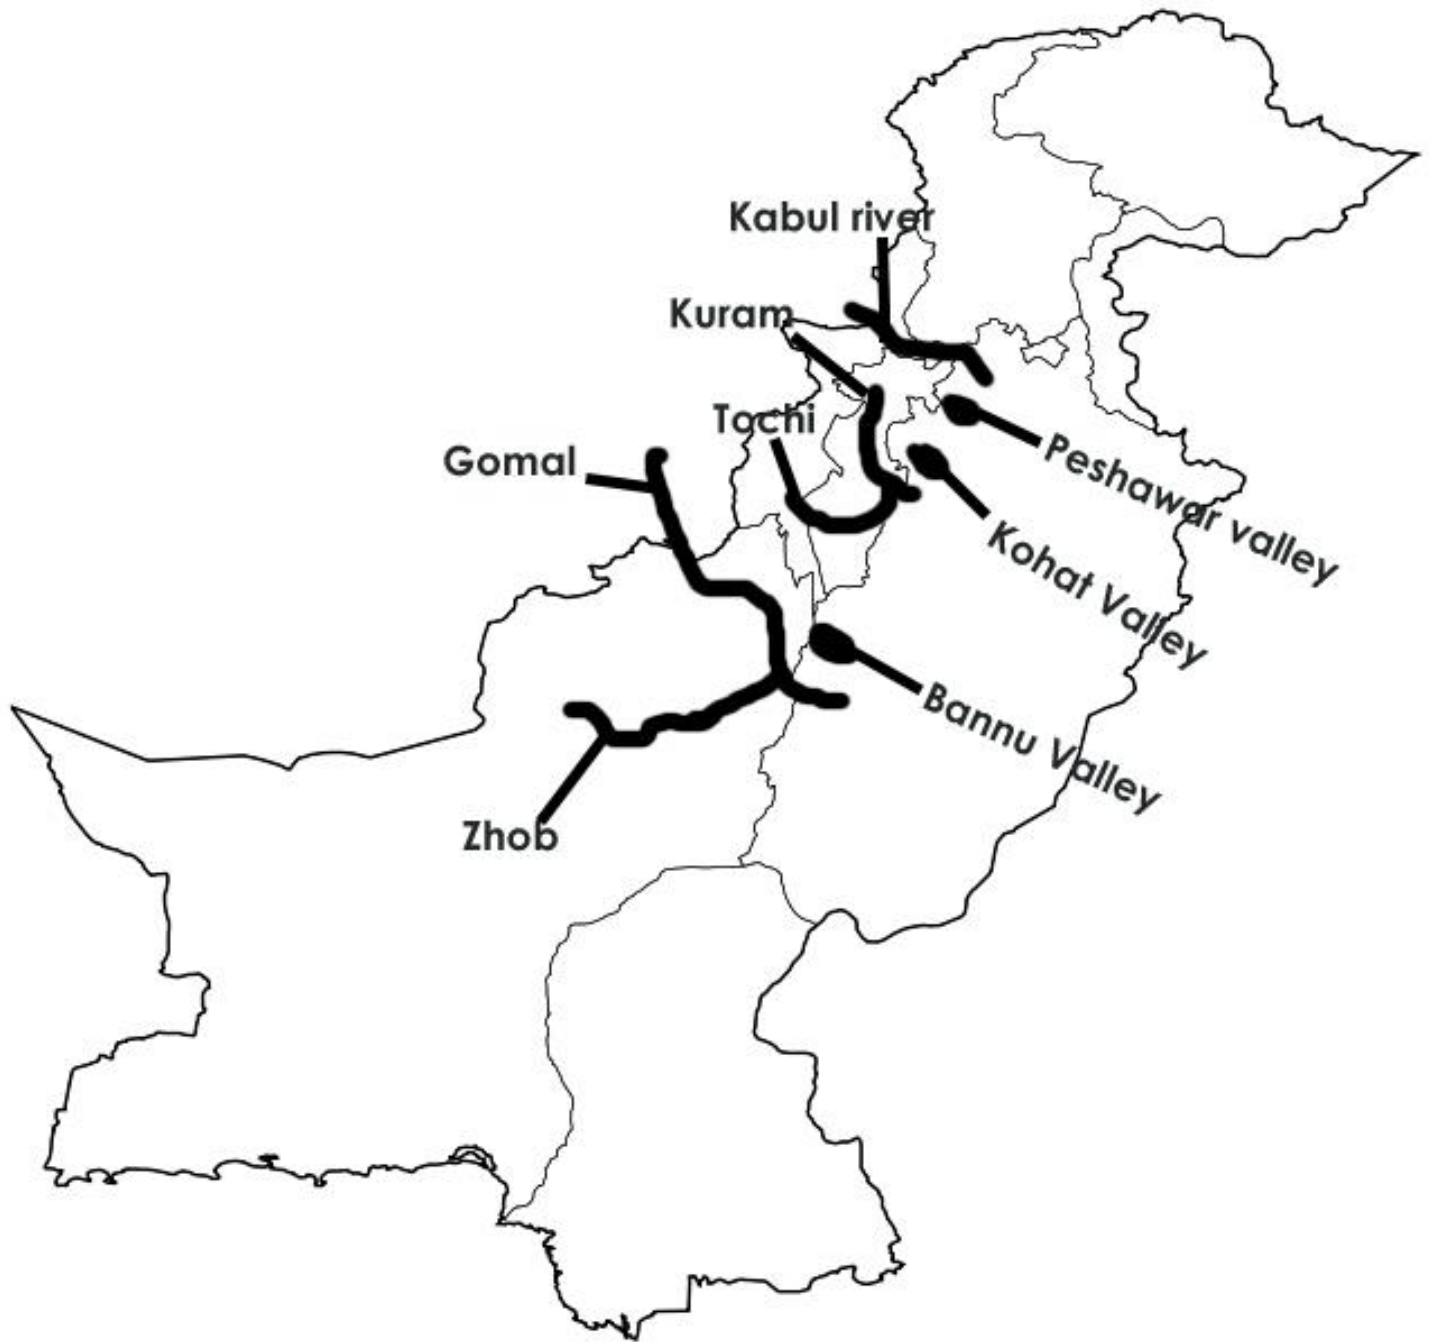 Kabul river
Kuram
Tochi
Gomal
Peshawar valley
Kohat Valley
Bannu Valley
Zhob